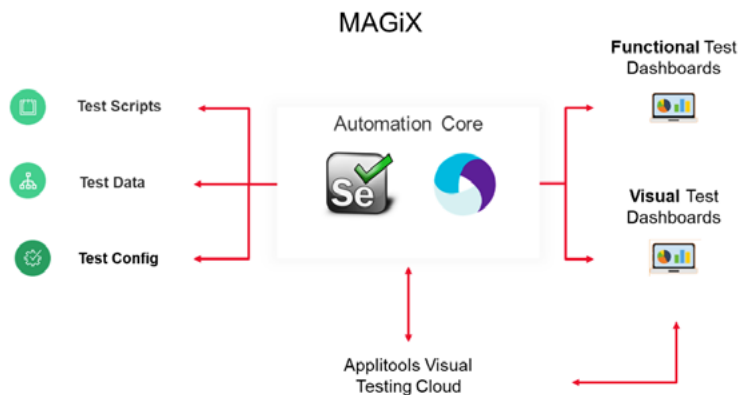 MAGiX
Functional Test
Dashboards
Test Scripts
Automation Core
Se
Test Data
Visual Test
Dashboards
Test Config
Applitools Visual
Testing Cloud